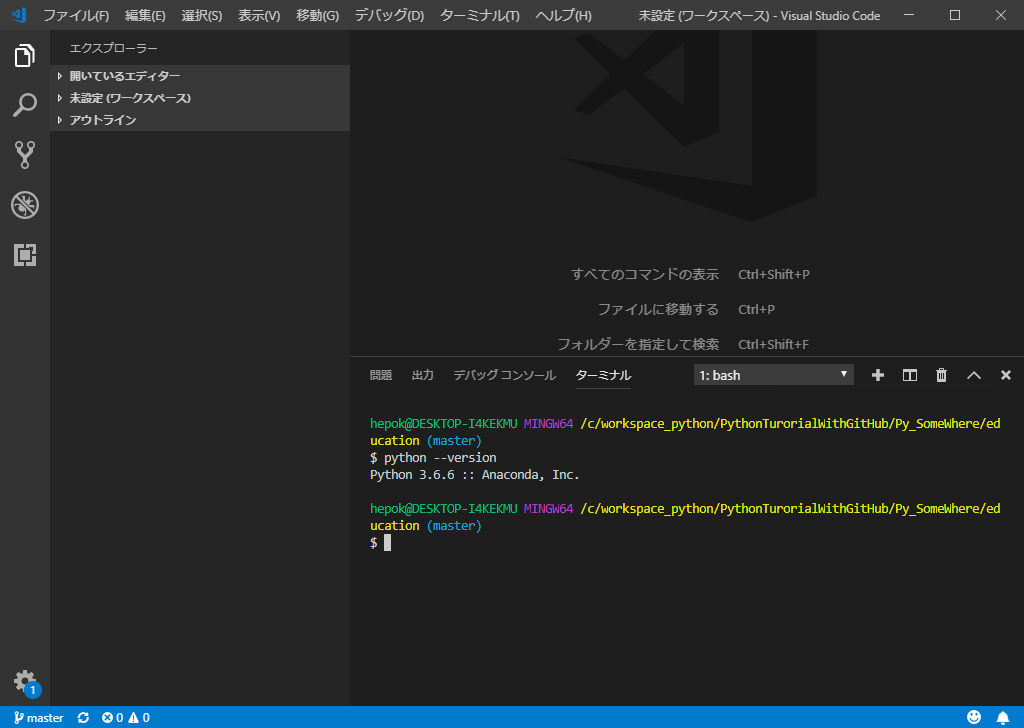 ファイル(F) 編集(E) 選択(S) 表示(V) 移動(G) デバッグ(D) ターミナル(T) ヘルプ(H) 未設定 (ワークスペース) - Visual Studio Code
エクスプローラー
開いているエディター
未設定 (ワークスペース)
アウトライン
すべてのコマンドの表示 Ctrl+Shift+P
ファイルに移動する Ctrl+P
フォルダーを指定して検索 Ctrl+Shift+F
問題 出力 デバッグ コンソール ターミナル 1: bash
hepok@DESKTOP-I4KEKMU MINGW64 /c/workspace_python/PythonTurorialWithGitHub/Py_SomeWhere/ed
ucation (master)
$ python --version
Python 3.6.6 :: Anaconda, Inc.
hepok@DESKTOP-I4KEKMU MINGW64 /c/workspace_python/PythonTurorialWithGitHub/Py_SomeWhere/ed
ucation (master)
$
1
master 0 0